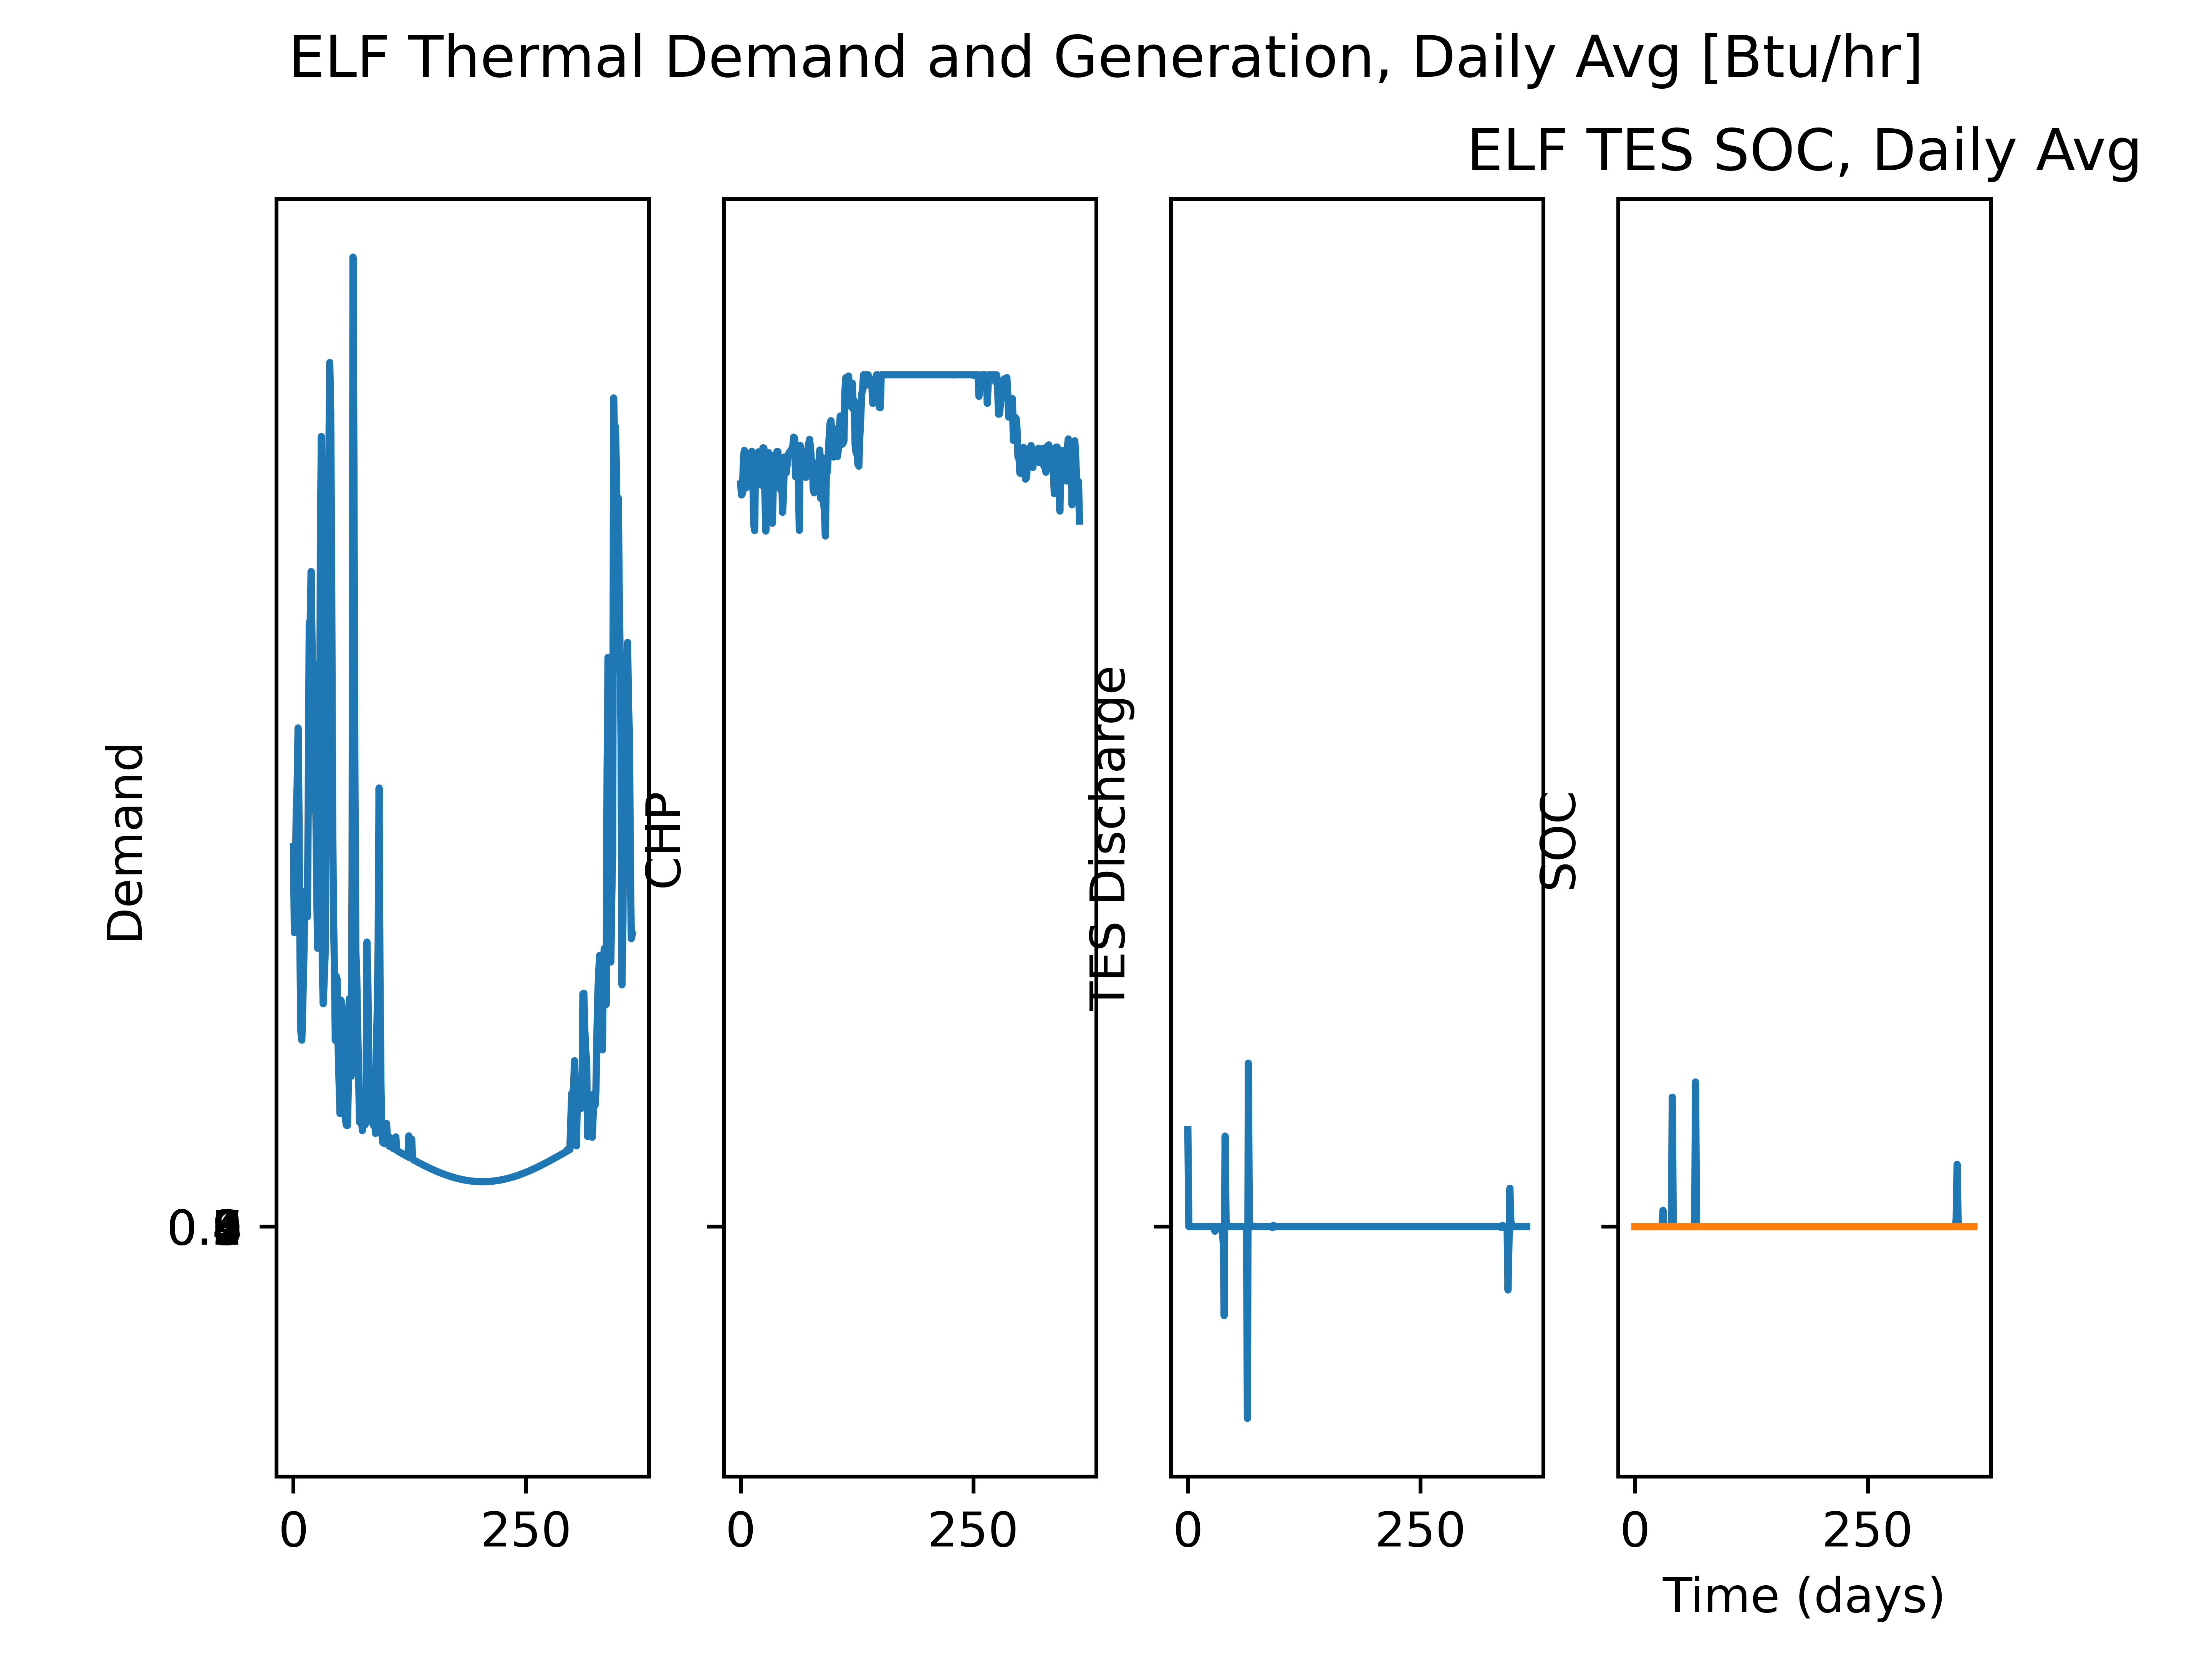 ELF Thermal Demand and Generation, Daily Avg [Btu/hr]
ELF TES SOC, Daily Avg
Demand
CHP
TES Discharge
SOC
0 250
0 250
0 250
0 250
Time (days)